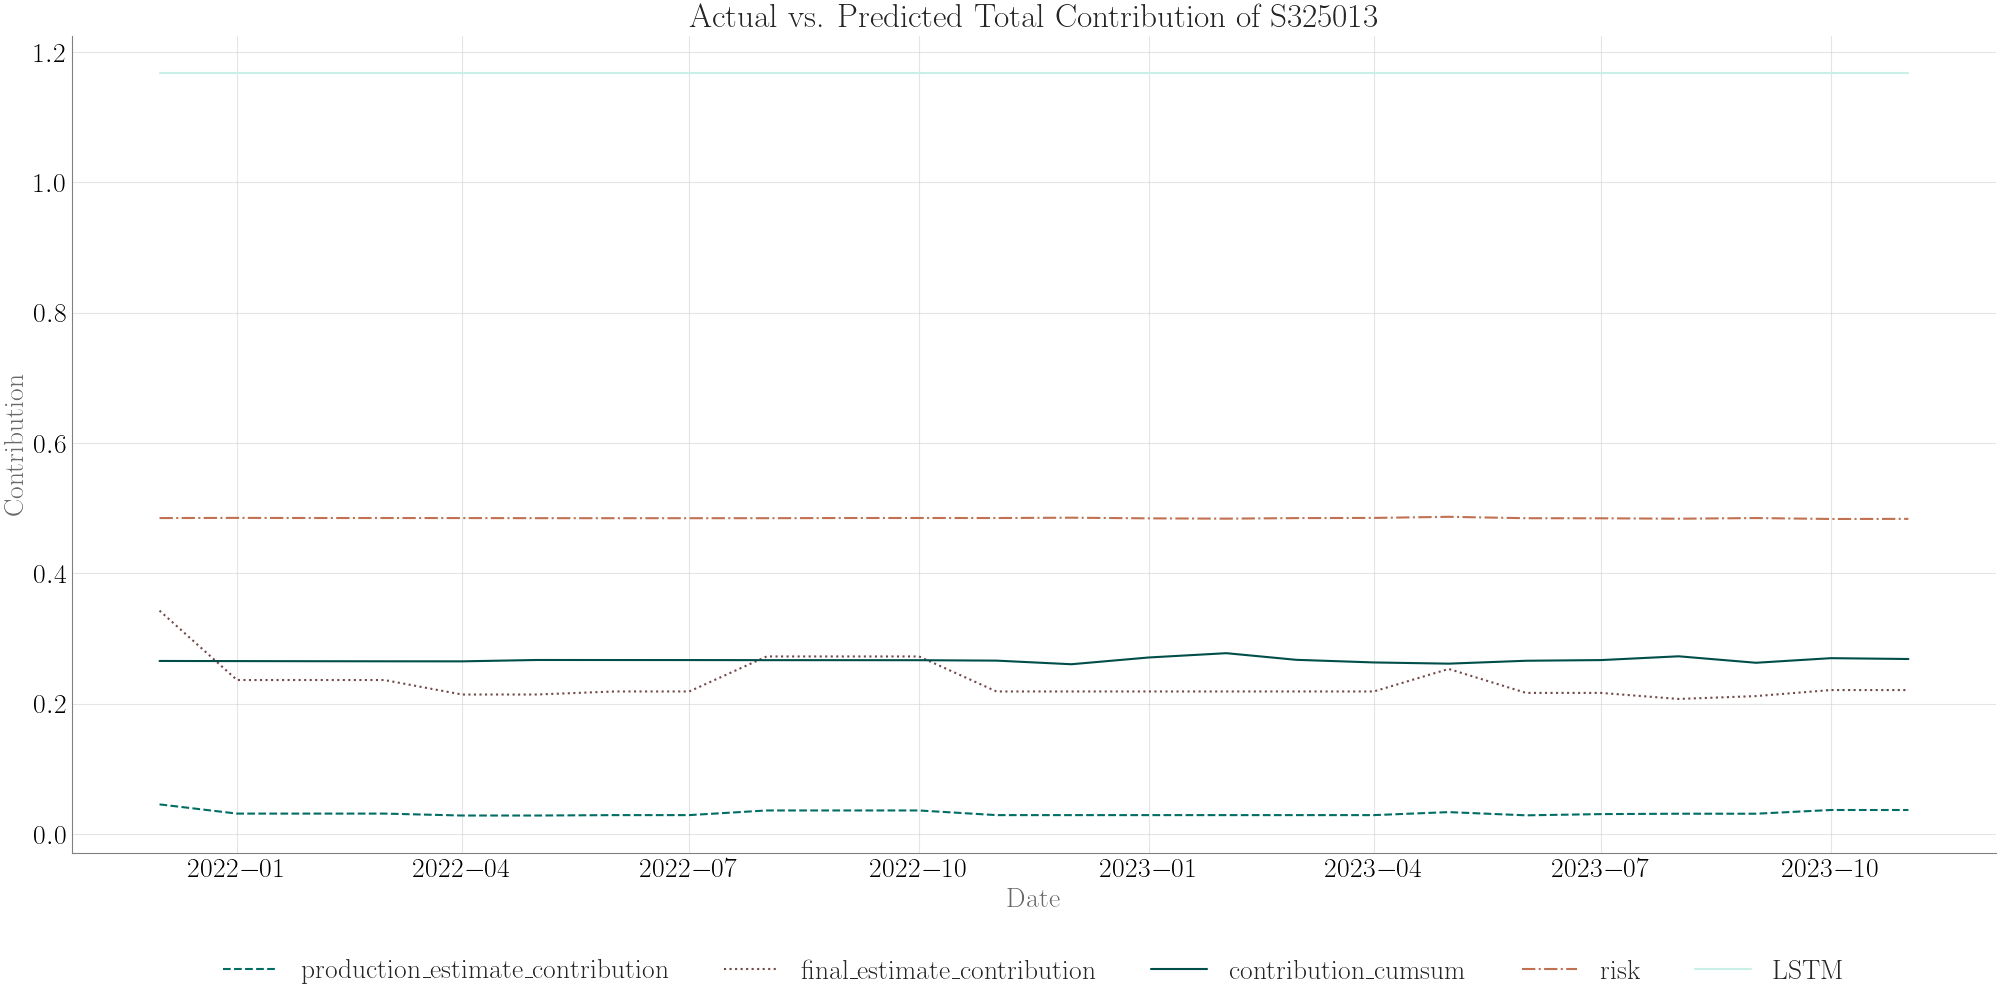 Actual vs. Predicted Total Contribution of S325013
1.2
1.0
0.8
0.6
0.4
0.2
0.0
Contribution
2022–01 2022–04 2022–07 2022–10 2023–01 2023–04 2023–07 2023–10
Date
production_estimate_contribution final_estimate_contribution contribution_cumsum risk LSTM